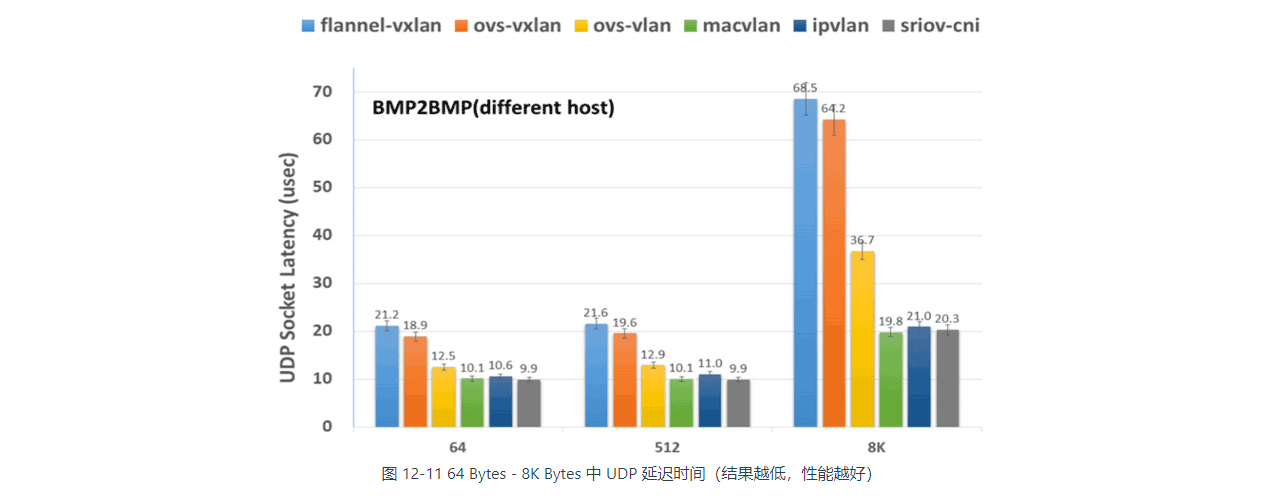 flannel-vxlan ovs-vxlan ovs-vlan macvlan ipvlan sriov-cni
BMP2BMP(different host)
UDP Socket Latency (usec)
70
60
50
40
30
20
10
0
21.2 18.9 12.5 10.1 10.6 9.9
21.6 19.6 12.9 10.1 11.0 9.9
68.5 64.2 36.7 19.8 21.0 20.3
64 512 8K
图 12-11 64 Bytes - 8K Bytes 中 UDP 延迟时间（结果越低，性能越好）